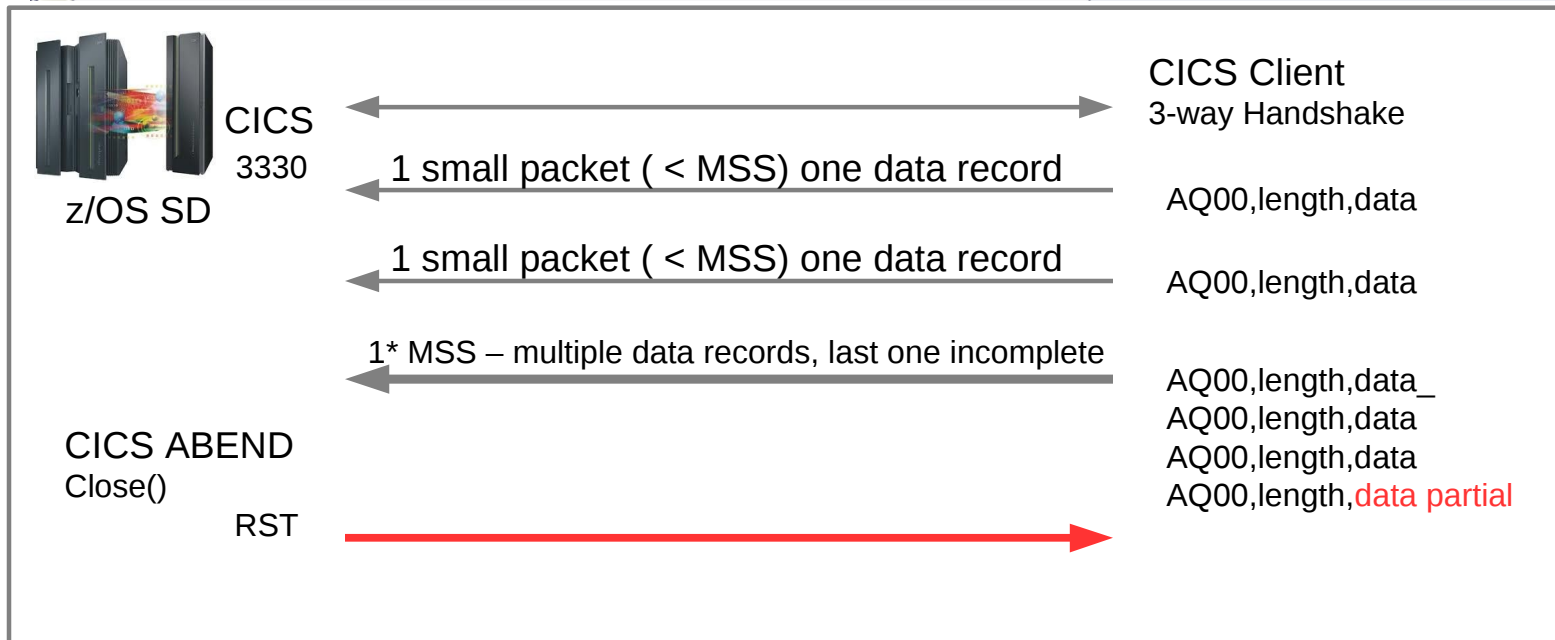 CICS Client
3-way Handshake
CICS
3330
z/OS SD
1 small packet ( < MSS) one data record
AQ00,length,data
1 small packet ( < MSS) one data record
AQ00,length,data
1* MSS – multiple data records, last one incomplete
AQ00,length,data_
AQ00,length,data
AQ00,length,data
AQ00,length,data partial
CICS ABEND
Close()
RST